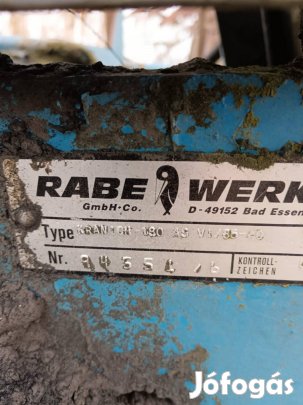 RABE WERK
GmbH+Co. D-49152 Bad Essen
Type
Nr.
KONTROLL-
ZEICHEN
Jófogás